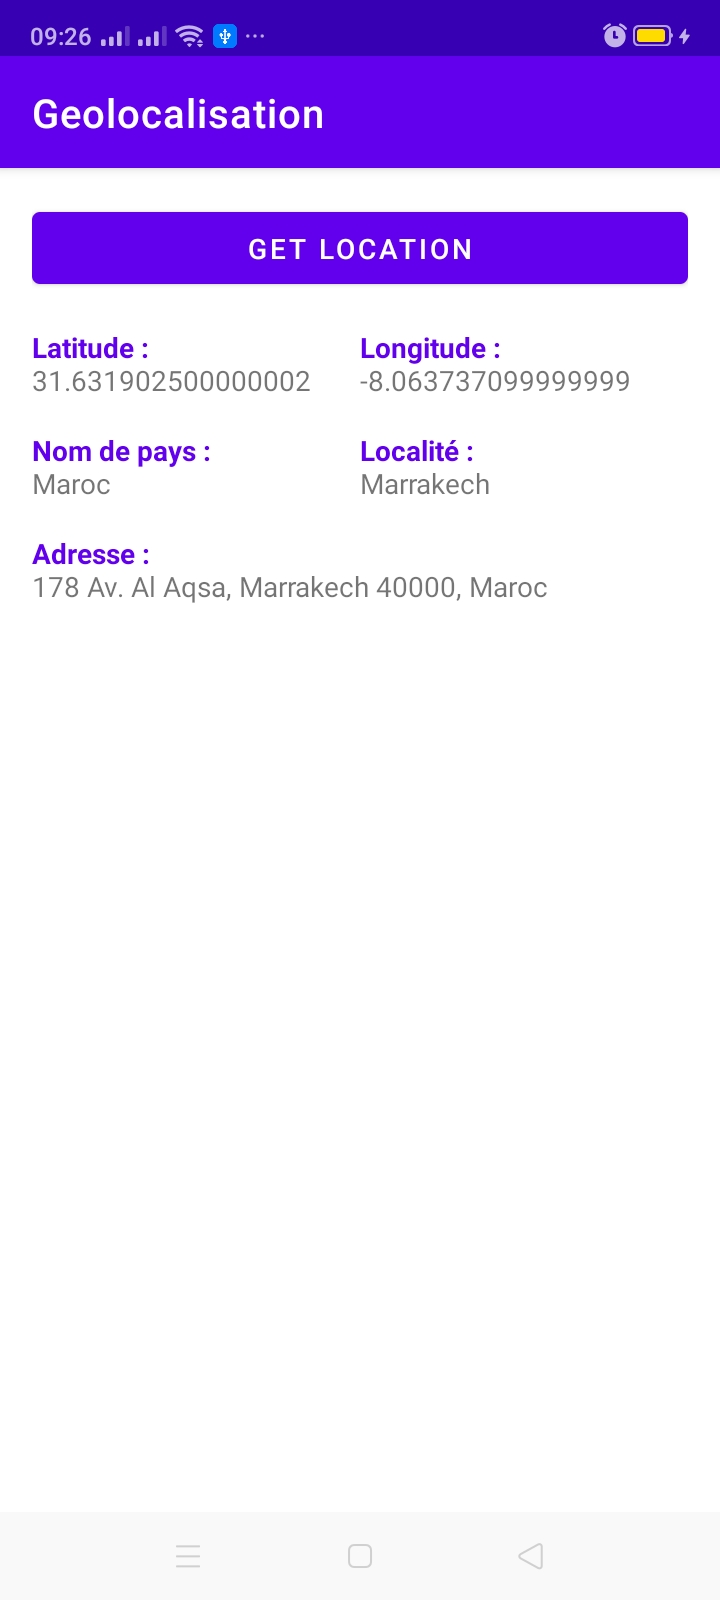 09:26
Geolocalisation
GET LOCATION
Latitude : Longitude :
31.631902500000002 -8.063737099999999
Nom de pays : Localité :
Maroc Marrakech
Adresse :
178 Av. Al Aqsa, Marrakech 40000, Maroc